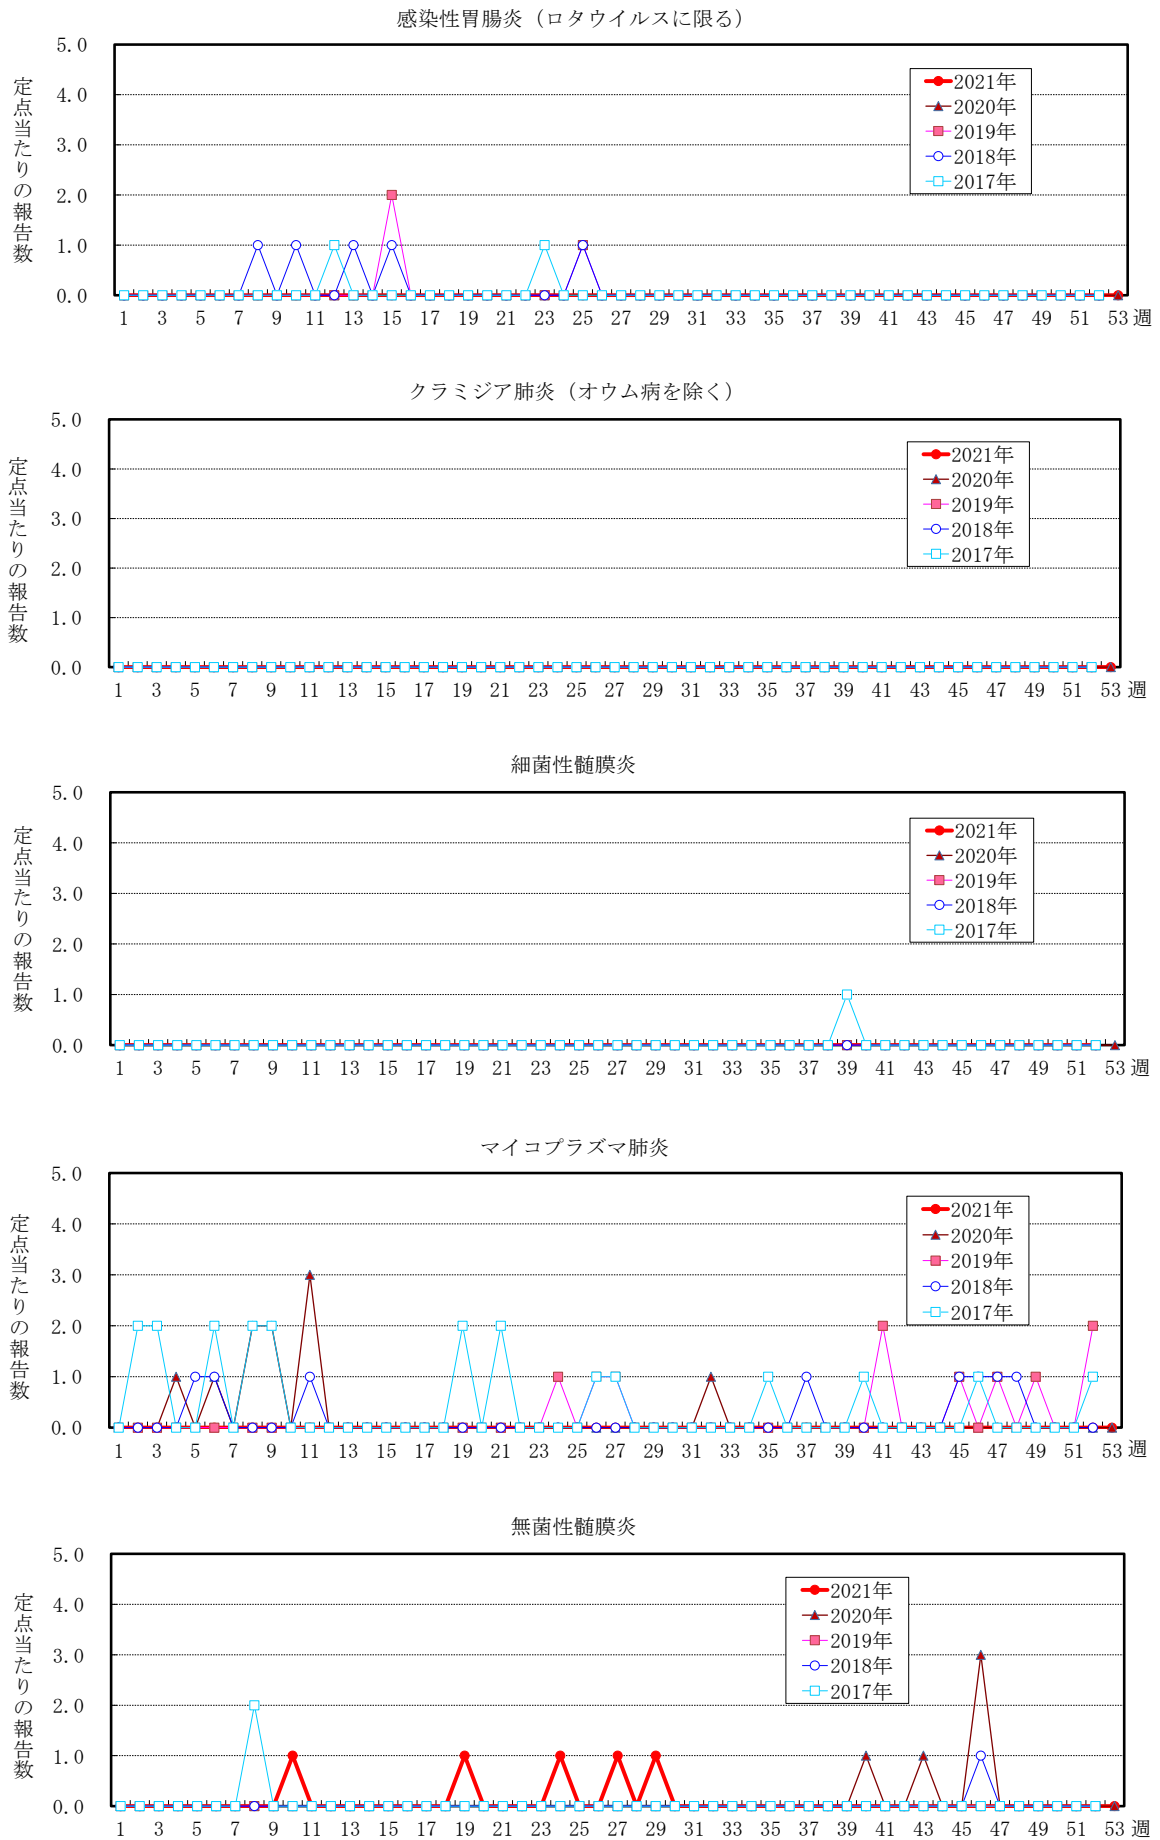 感染性胃腸炎（ロタウイルスに限る）
定点当たりの報告数
5.0
4.0
3.0
2.0
1.0
0.0
2021年
2020年
2019年
2018年
2017年
1 3 5 7 9 11 13 15 17 19 21 23 25 27 29 31 33 35 37 39 41 43 45 47 49 51 53 週
クラミジア肺炎（オウム病を除く）
定点当たりの報告数
5.0
4.0
3.0
2.0
1.0
0.0
2021年
2020年
2019年
2018年
2017年
1 3 5 7 9 11 13 15 17 19 21 23 25 27 29 31 33 35 37 39 41 43 45 47 49 51 53 週
細菌性髄膜炎
定点当たりの報告数
5.0
4.0
3.0
2.0
1.0
0.0
2021年
2020年
2019年
2018年
2017年
1 3 5 7 9 11 13 15 17 19 21 23 25 27 29 31 33 35 37 39 41 43 45 47 49 51 53 週
マイコプラズマ肺炎
定点当たりの報告数
5.0
4.0
3.0
2.0
1.0
0.0
2021年
2020年
2019年
2018年
2017年
1 3 5 7 9 11 13 15 17 19 21 23 25 27 29 31 33 35 37 39 41 43 45 47 49 51 53 週
無菌性髄膜炎
定点当たりの報告数
5.0
4.0
3.0
2.0
1.0
0.0
2021年
2020年
2019年
2018年
2017年
1 3 5 7 9 11 13 15 17 19 21 23 25 27 29 31 33 35 37 39 41 43 45 47 49 51 53 週